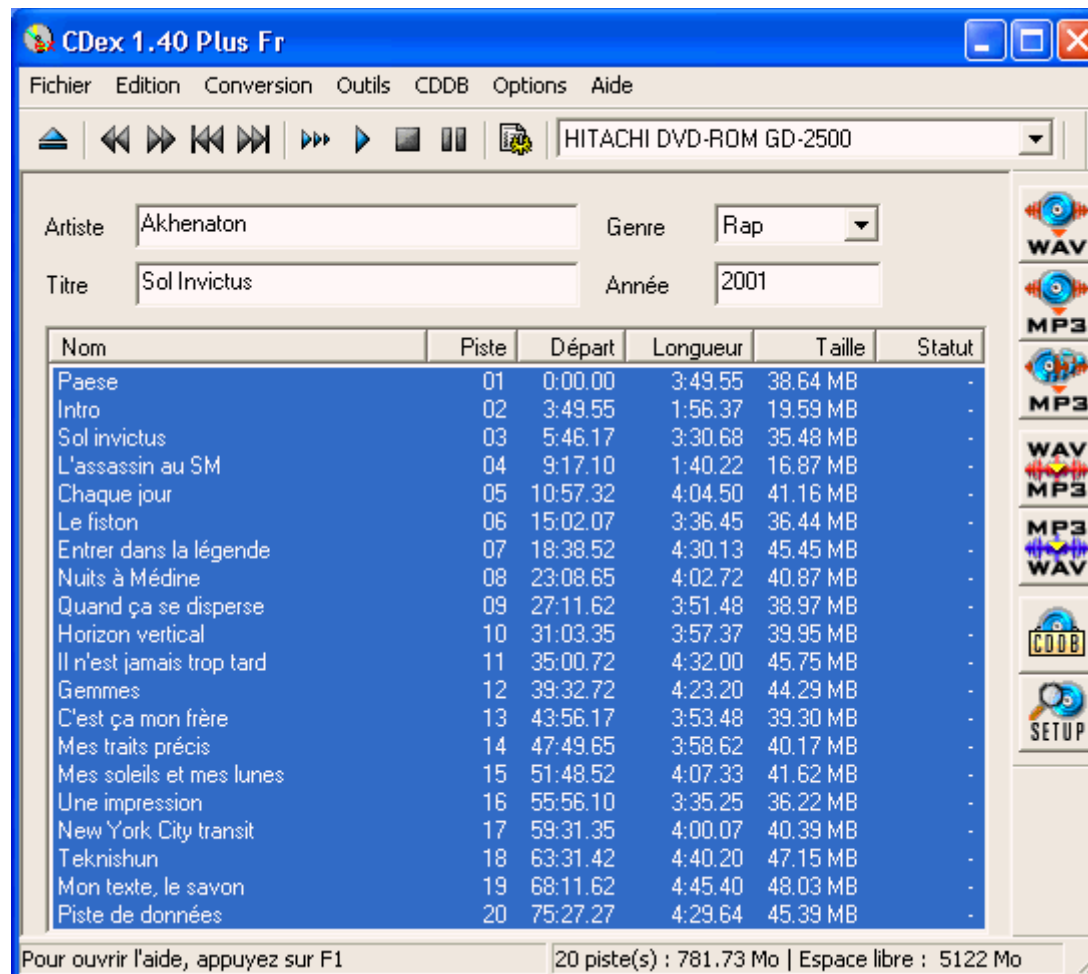 CDex 1.40 Plus Fr
Fichier Edition Conversion Outils CDDB Options Aide
HITACHI DVD-ROM GD-2500
Artiste Akhenaton Genre Rap
Titre Sol Invictus Année 2001
Nom Piste Départ Longueur Taille Statut
Paese 01 0:00.00 3:49.55 38.64 MB -
Intro 02 3:49.55 1:56.37 19.59 MB -
Sol invictus 03 5:46.17 3:30.68 35.48 MB -
L'assassin au SM 04 9:17.10 1:40.22 16.87 MB -
Chaque jour 05 10:57.32 4:04.50 41.16 MB -
Le fiston 06 15:02.07 3:36.45 36.44 MB -
Entrer dans la légende 07 18:38.52 4:30.13 45.45 MB -
Nuits à Médine 08 23:08.65 4:02.72 40.87 MB -
Quand ça se disperse 09 27:11.62 3:51.48 38.97 MB -
Horizon vertical 10 31:03.35 3:57.37 39.95 MB -
Il n'est jamais trop tard 11 35:00.72 4:32.00 45.75 MB -
Gemmes 12 39:32.72 4:23.20 44.29 MB -
C'est ça mon frère 13 43:56.17 3:53.48 39.30 MB -
Mes traits précis 14 47:49.65 3:58.62 40.17 MB -
Mes soleils et mes lunes 15 51:48.52 4:07.33 41.62 MB -
Une impression 16 55:56.10 3:35.25 36.22 MB -
New York City transit 17 59:31.35 4:00.07 40.39 MB -
Teknishun 18 63:31.42 4:40.20 47.15 MB -
Mon texte, le savon 19 68:11.62 4:45.40 48.03 MB -
Piste de données 20 75:27.27 4:29.64 45.39 MB -
WAV
MP3
MP3
WAV
MP3
MP3
WAV
CDDB
SETUP
Pour ouvrir l'aide, appuyez sur F1 20 piste(s) : 781.73 Mo | Espace libre : 5122 Mo